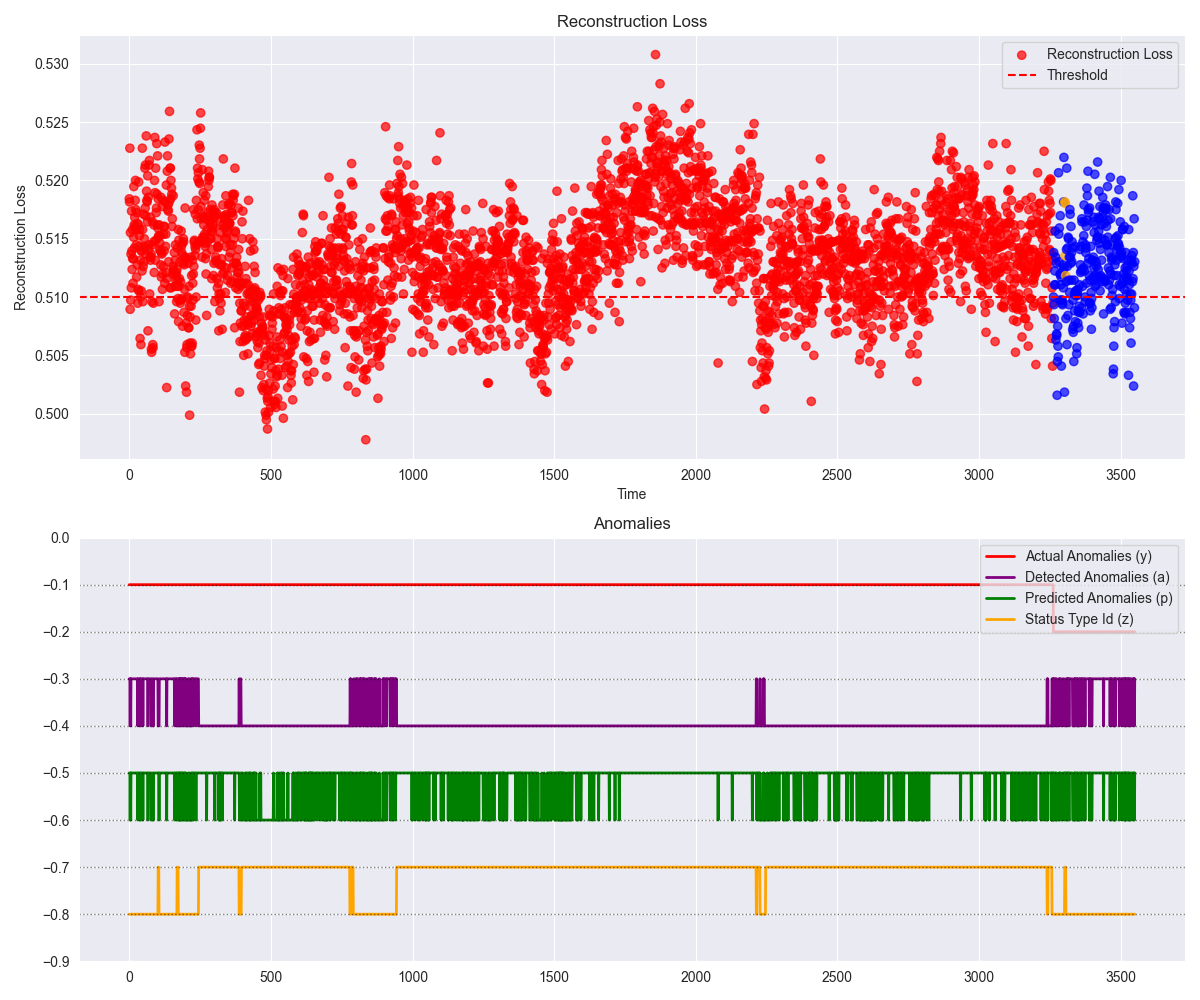 Reconstruction Loss
Reconstruction Loss
Threshold
0.530
0.525
0.520
0.515
0.510
0.505
0.500
Reconstruction Loss
0 500 1000 1500 2000 2500 3000 3500
Time
Anomalies
Actual Anomalies (y)
Detected Anomalies (a)
Predicted Anomalies (p)
Status Type Id (z)
0.0
−0.1
−0.2
−0.3
−0.4
−0.5
−0.6
−0.7
−0.8
−0.9
0 500 1000 1500 2000 2500 3000 3500